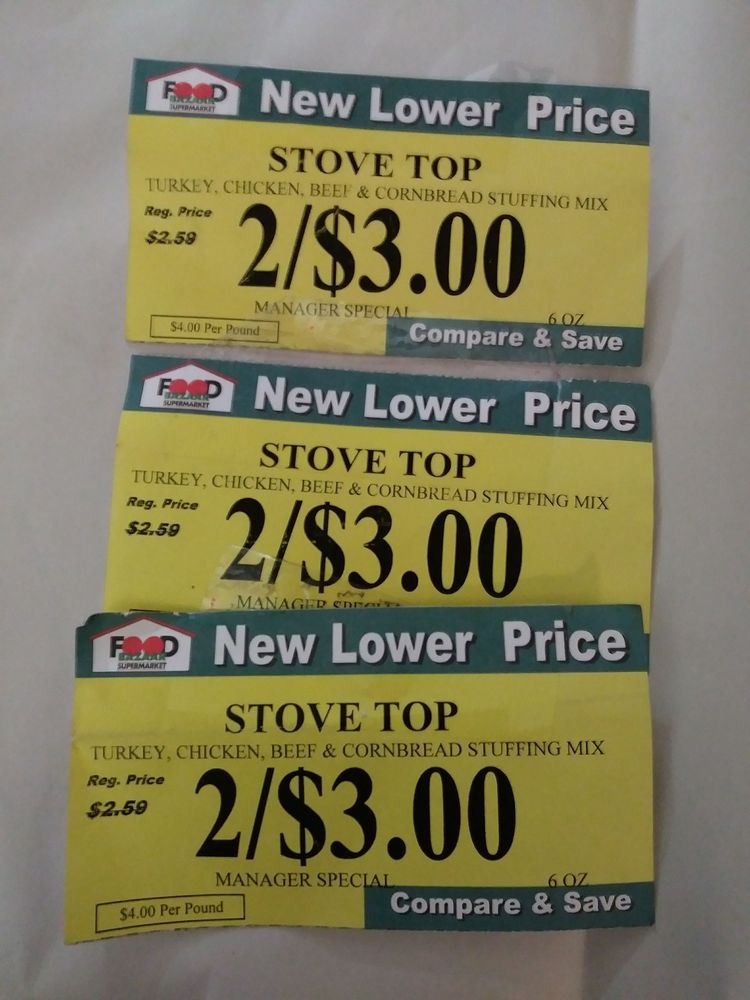 FOOD
BAZAAR
SUPERMARKET
New Lower Price
STOVE TOP
TURKEY, CHICKEN, BEEF & CORNBREAD STUFFING MIX
Reg. Price
$2.59
2/$3.00
MANAGER SPECIAL
6 OZ
$4.00 Per Pound
Compare & Save
FOOD
BAZAAR
SUPERMARKET
New Lower Price
STOVE TOP
TURKEY, CHICKEN, BEEF & CORNBREAD STUFFING MIX
Reg. Price
$2.59
2/$3.00
MANAGER SPECIAL
FOOD
BAZAAR
SUPERMARKET
New Lower Price
STOVE TOP
TURKEY, CHICKEN, BEEF & CORNBREAD STUFFING MIX
Reg. Price
$2.59
2/$3.00
MANAGER SPECIAL
6 OZ
$4.00 Per Pound
Compare & Save